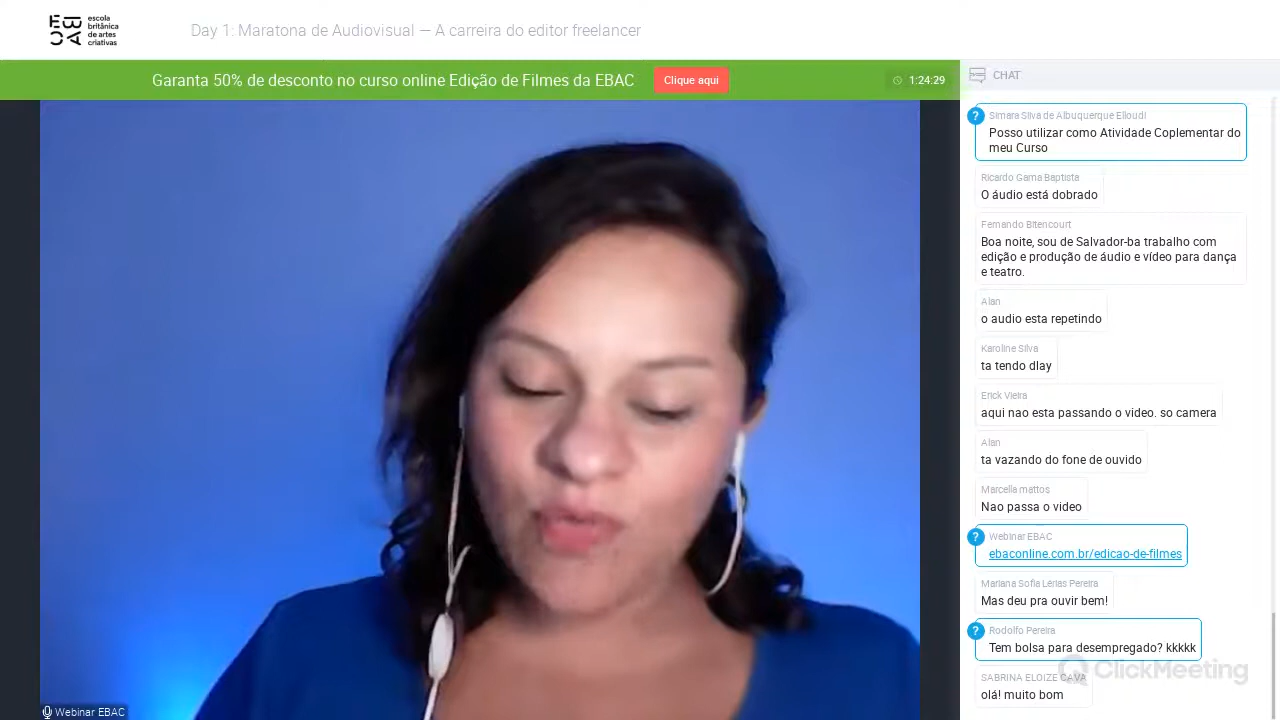 EBAC
escola
britânica
de artes
criativas
Day 1: Maratona de Audiovisual — A carreira do editor freelancer
Garanta 50% de desconto no curso online Edição de Filmes da EBAC
Clique aqui
1:24:29
CHAT
Simara Silva de Albuquerque Elloudi
Posso utilizar como Atividade Coplementar do
meu Curso
Ricardo Gama Baptista
O áudio está dobrado
Fernando Bitencourt
Boa noite, sou de Salvador-ba trabalho com
edição e produção de áudio e vídeo para dança
e teatro.
Alan
o audio esta repetindo
Karoline Silva
ta tendo dlay
Erick Vieira
aqui nao esta passando o video. so camera
Alan
ta vazando do fone de ouvido
Marcella mattos
Nao passa o video
Webinar EBAC
ebaconline.com.br/edicao-de-filmes
Mariana Sofia Lérias Pereira
Mas deu pra ouvir bem!
Rodolfo Pereira
Tem bolsa para desempregado? kkkkk
SABRINA ELOIZE CAVA
olá! muito bom
ClickMeeting
Webinar EBAC